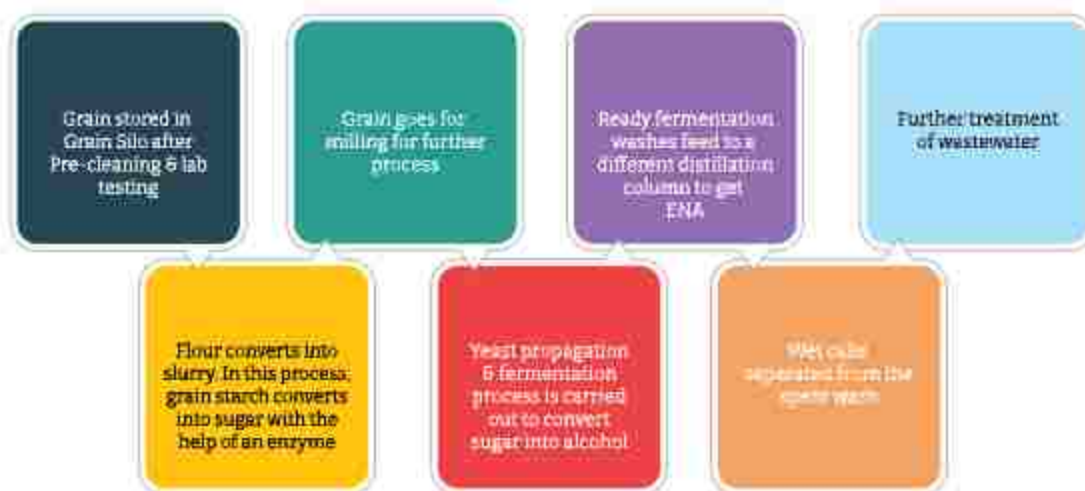 Grain stored in
Grain Silo after
Pre-cleaning & lab
testing
Grain goes for
milling for further
process
Ready fermentation
washes feed to a
different distillation
column to get
ENA
Further treatment
of wastewater
Flour converts into
slurry. In this process,
grain starch converts
into sugar with the
help of an enzyme
Yeast propagation
& fermentation
process is carried
out to convert
sugar into alcohol
Wet cake
separated from the
spent wash